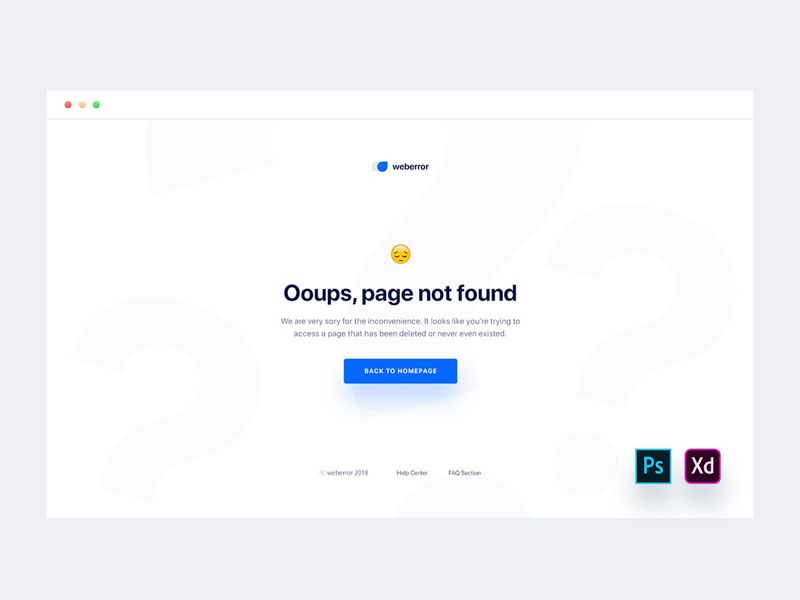 weberror
Ooups, page not found
We are very sory for the inconvenience. It looks like you're trying to
access a page that has been deleted or never even existed.
BACK TO HOMEPAGE
© weberror 2018
Help Center
FAQ Section
Ps
Xd